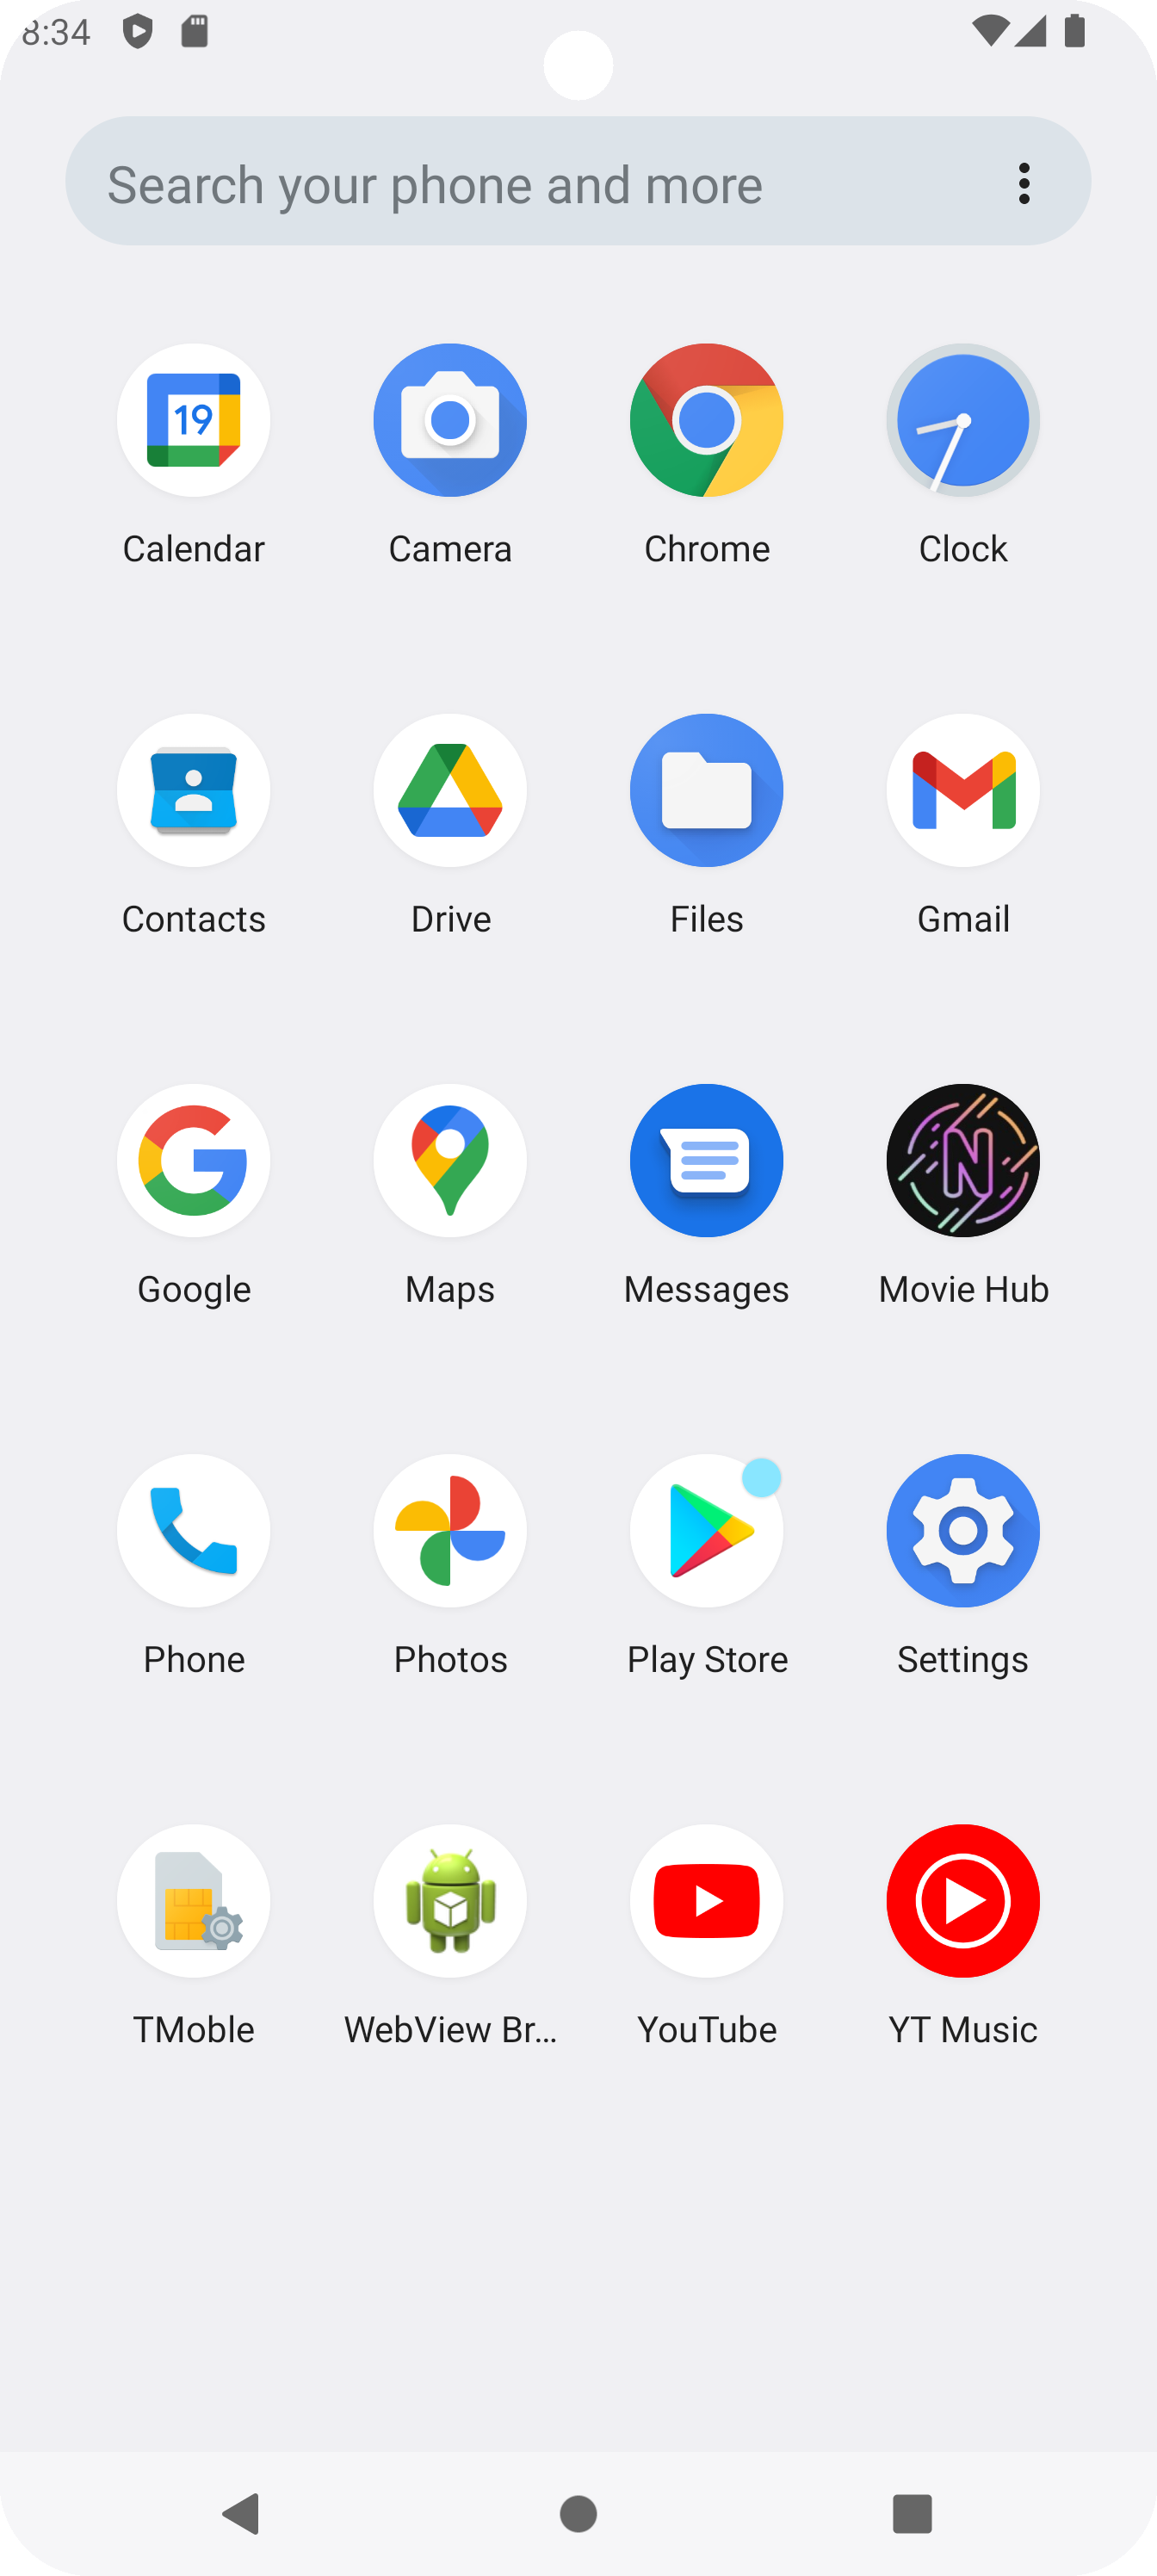 8:34
Search your phone and more
19
Calendar
Camera
Chrome
Clock
Contacts
Drive
Files
Gmail
Google
Maps
Messages
Movie Hub
Phone
Photos
Play Store
Settings
TMoble
WebView Br…
YouTube
YT Music